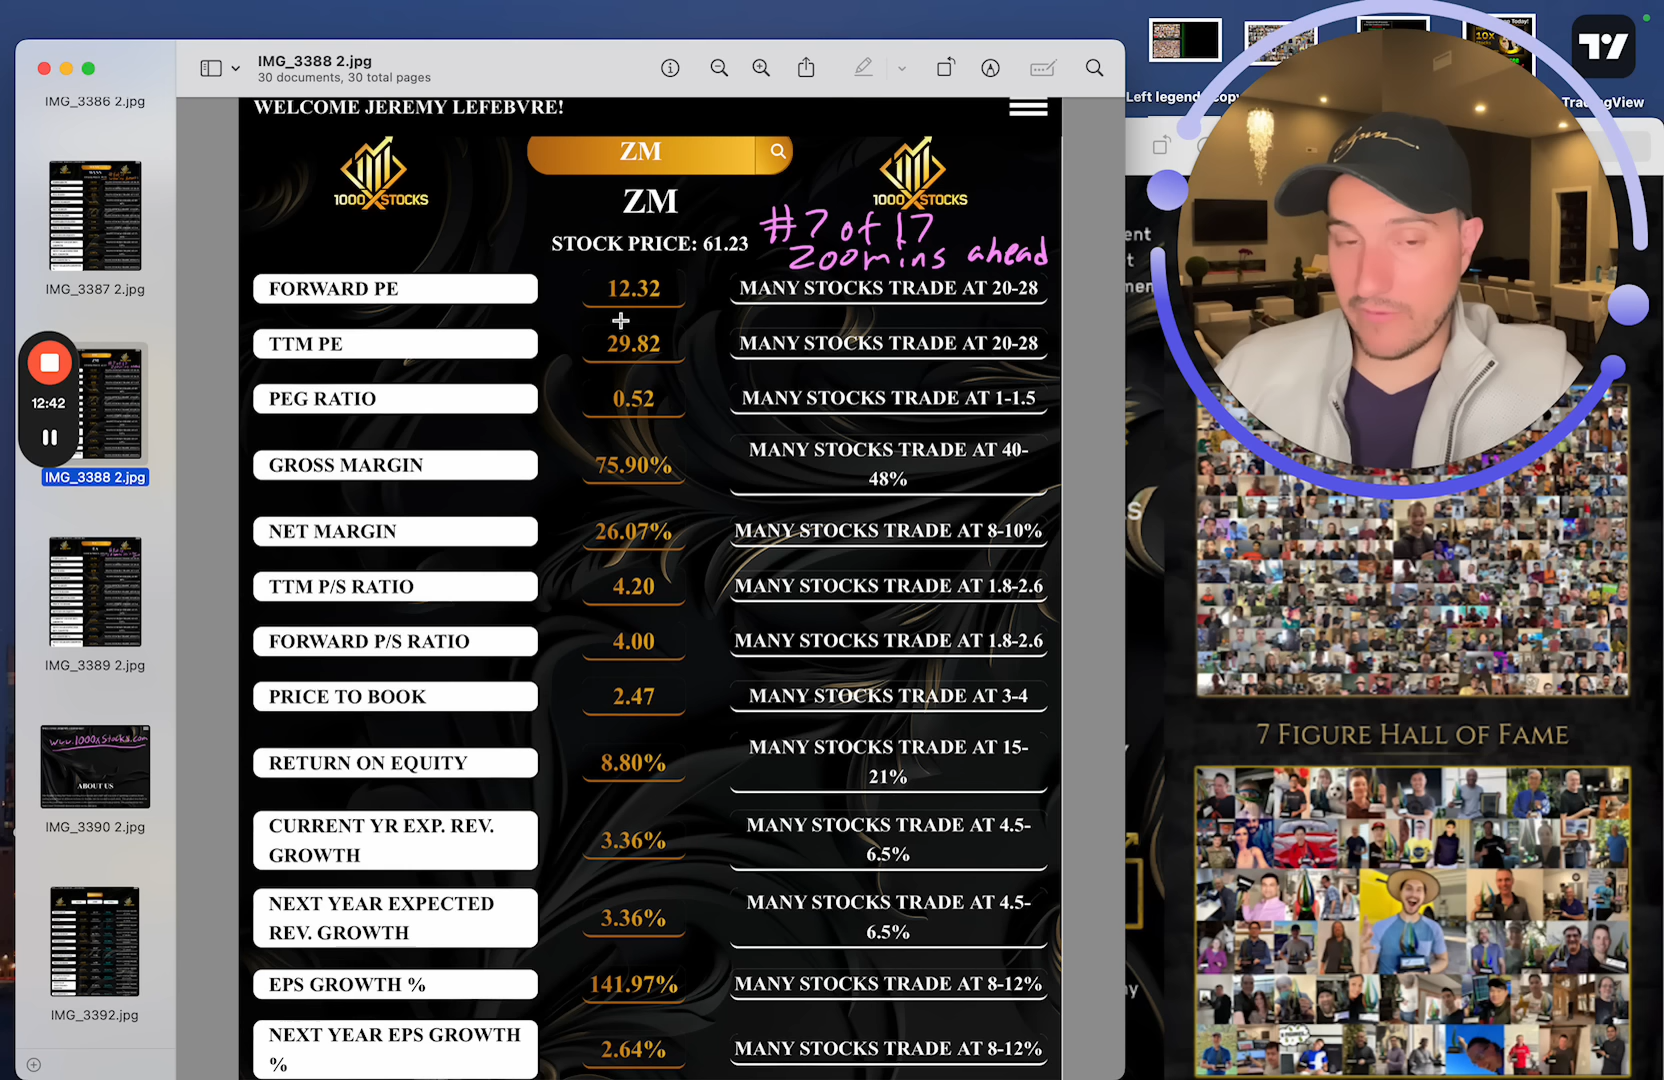 IMG_3388 2.jpg
30 documents, 30 total pages
IMG_3386 2.jpg
IMG_3387 2.jpg
12:42
IMG_3388 2.jpg
IMG_3389 2.jpg
www.1000xStocks.com
ABOUT US
IMG_3390 2.jpg
IMG_3392.jpg
WELCOME JEREMY LEFEBVRE!
1000XSTOCKS
ZM
1000XSTOCKS
ZM
STOCK PRICE: 61.23
#7 of 17
Zoomins ahead
FORWARD PE 12.32 MANY STOCKS TRADE AT 20-28
TTM PE 29.82 MANY STOCKS TRADE AT 20-28
PEG RATIO 0.52 MANY STOCKS TRADE AT 1-1.5
GROSS MARGIN 75.90% MANY STOCKS TRADE AT 40-
48%
NET MARGIN 26.07% MANY STOCKS TRADE AT 8-10%
TTM P/S RATIO 4.20 MANY STOCKS TRADE AT 1.8-2.6
FORWARD P/S RATIO 4.00 MANY STOCKS TRADE AT 1.8-2.6
PRICE TO BOOK 2.47 MANY STOCKS TRADE AT 3-4
RETURN ON EQUITY 8.80% MANY STOCKS TRADE AT 15-
21%
CURRENT YR EXP. REV.
GROWTH 3.36% MANY STOCKS TRADE AT 4.5-
6.5%
NEXT YEAR EXPECTED
REV. GROWTH 3.36% MANY STOCKS TRADE AT 4.5-
6.5%
EPS GROWTH % 141.97% MANY STOCKS TRADE AT 8-12%
NEXT YEAR EPS GROWTH
% 2.64% MANY STOCKS TRADE AT 8-12%
Left legend
TradingView
7 FIGURE HALL OF FAME